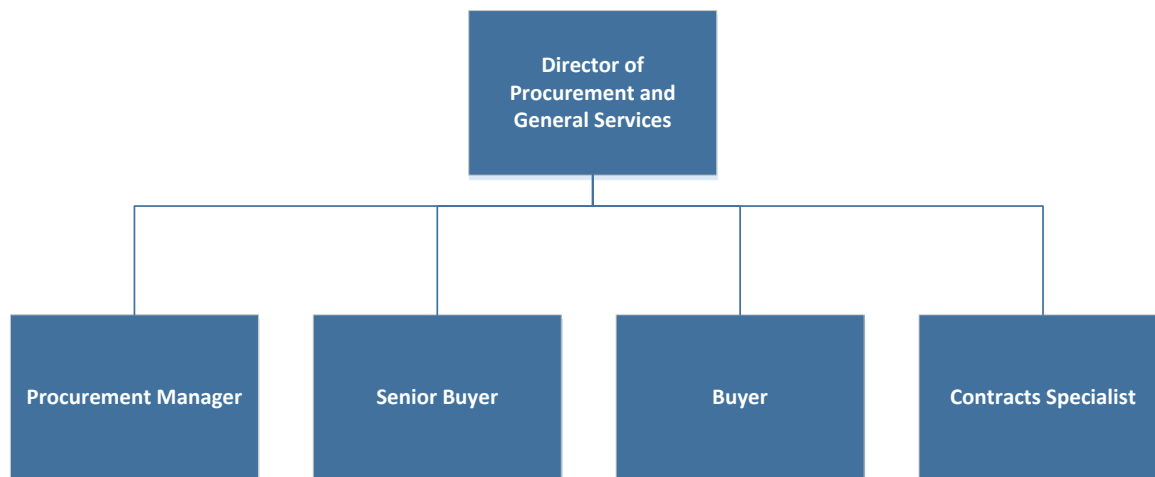 Director of
Procurement and
General Services
Procurement Manager
Senior Buyer
Buyer
Contracts Specialist